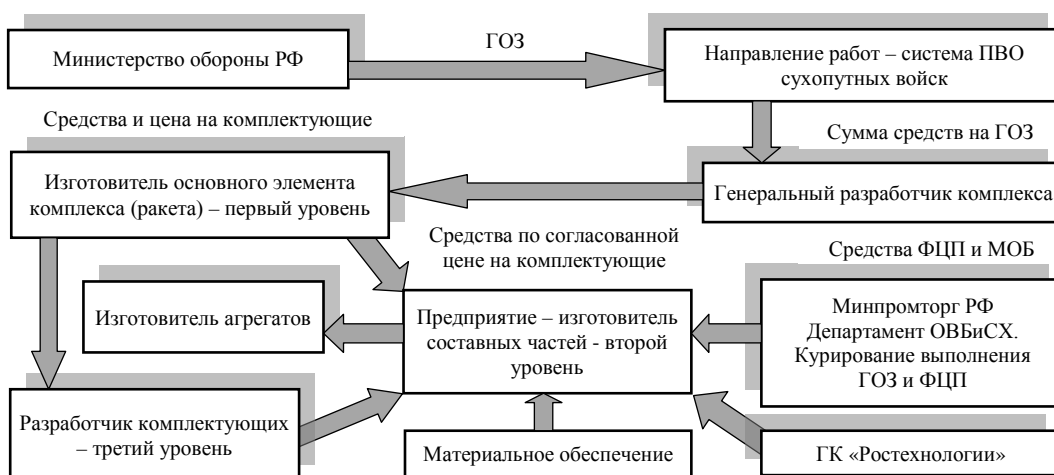 ГОЗ
Министерство обороны РФ
Направление работ – система ПВО
сухопутных войск
Средства и цена на комплектующие
Сумма средств на ГОЗ
Изготовитель основного элемента
комплекса (ракета) – первый уровень
Генеральный разработчик комплекса
Средства по согласованной
цене на комплектующие
Средства ФЦП и МОБ
Изготовитель агрегатов
Предприятие – изготовитель
составных частей - второй
уровень
Минпромторг РФ
Департамент ОВБиСХ.
Курирование выполнения
ГОЗ и ФЦП
Разработчик комплектующих
– третий уровень
Материальное обеспечение
ГК «Ростехнологии»